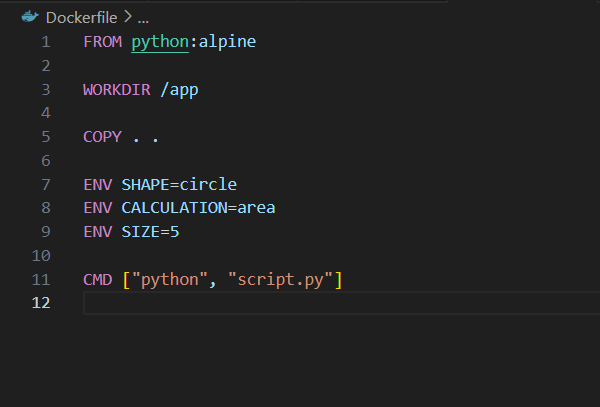 Dockerfile > ...
1 FROM python:alpine
2
3 WORKDIR /app
4
5 COPY . .
6
7 ENV SHAPE=circle
8 ENV CALCULATION=area
9 ENV SIZE=5
10
11 CMD ["python", "script.py"]
12